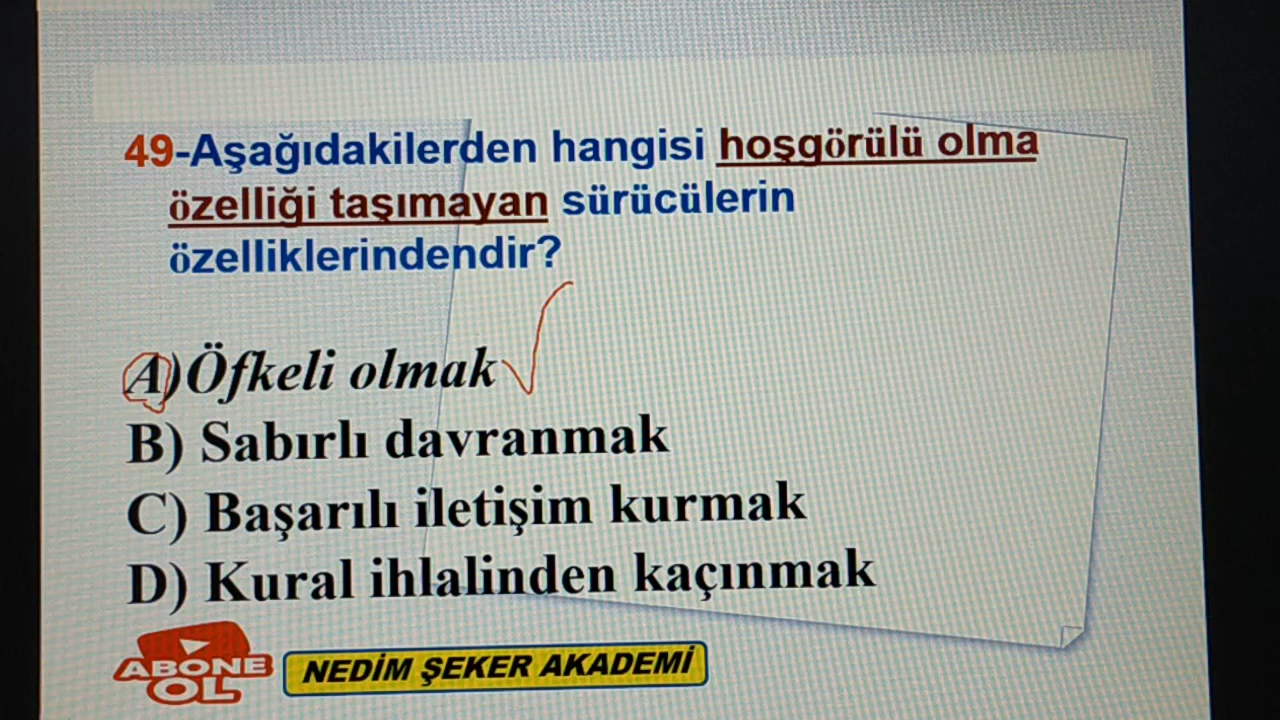 49-Aşağıdakilerden hangisi hoşgörülü olma
özelliği taşımayan sürücülerin
özelliklerindendir?
A)Öfkeli olmak
B) Sabırlı davranmak
C) Başarılı iletişim kurmak
D) Kural ihlalinden kaçınmak
ABONE
OL
NEDİM ŞEKER AKADEMİ